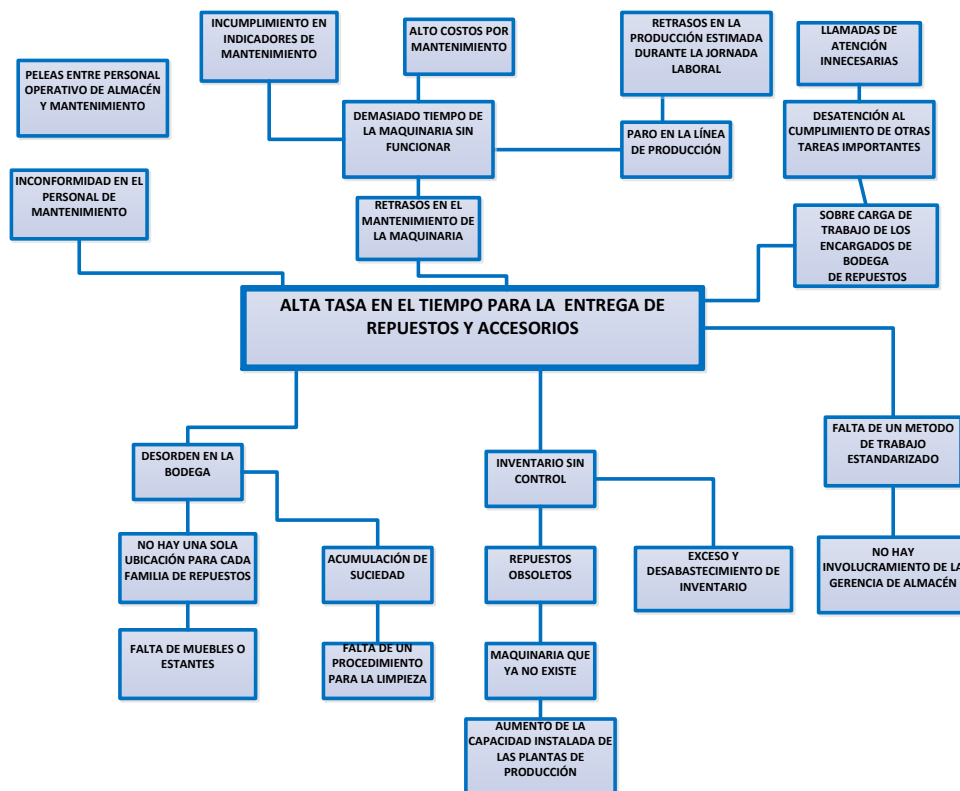 INCUMPLIMIENTO EN
INDICADORES DE
MANTENIMIENTO
ALTO COSTOS POR
MANTENIMIENTO
RETRASOS EN LA
PRODUCCIÓN ESTIMADA
DURANTE LA JORNADA
LABORAL
LLAMADAS DE
ATENCIÓN
INNECESARIAS
PELEAS ENTRE PERSONAL
OPERATIVO DE ALMACÉN
Y MANTENIMIENTO
DEMASIADO TIEMPO DE
LA MAQUINARIA SIN
FUNCIONAR
PARO EN LA LÍNEA
DE PRODUCCIÓN
DESATENCIÓN AL
CUMPLIMIENTO DE OTRAS
TAREAS IMPORTANTES
INCONFORMIDAD EN EL
PERSONAL DE
MANTENIMIENTO
RETRASOS EN EL
MANTENIMIENTO DE
LA MAQUINARIA
SOBRE CARGA DE
TRABAJO DE LOS
ENCARGADOS DE
BODEGA
DE REPUESTOS
ALTA TASA EN EL TIEMPO PARA LA ENTREGA DE
REPUESTOS Y ACCESORIOS
DESORDEN EN LA
BODEGA
INVENTARIO SIN
CONTROL
FALTA DE UN METODO
DE TRABAJO
ESTANDARIZADO
NO HAY UNA SOLA
UBICACIÓN PARA CADA
FAMILIA DE REPUESTOS
ACUMULACIÓN DE
SUCIEDAD
REPUESTOS
OBSOLETOS
EXCESO Y
DESABASTECIMIENTO DE
INVENTARIO
NO HAY
INVOLUCRAMIENTO DE LA
GERENCIA DE ALMACÉN
FALTA DE MUEBLES O
ESTANTES
FALTA DE UN
PROCEDIMIENTO
PARA LA LIMPIEZA
MAQUINARIA QUE
YA NO EXISTE
AUMENTO DE LA
CAPACIDAD INSTALADA DE
LAS PLANTAS DE
PRODUCCIÓN